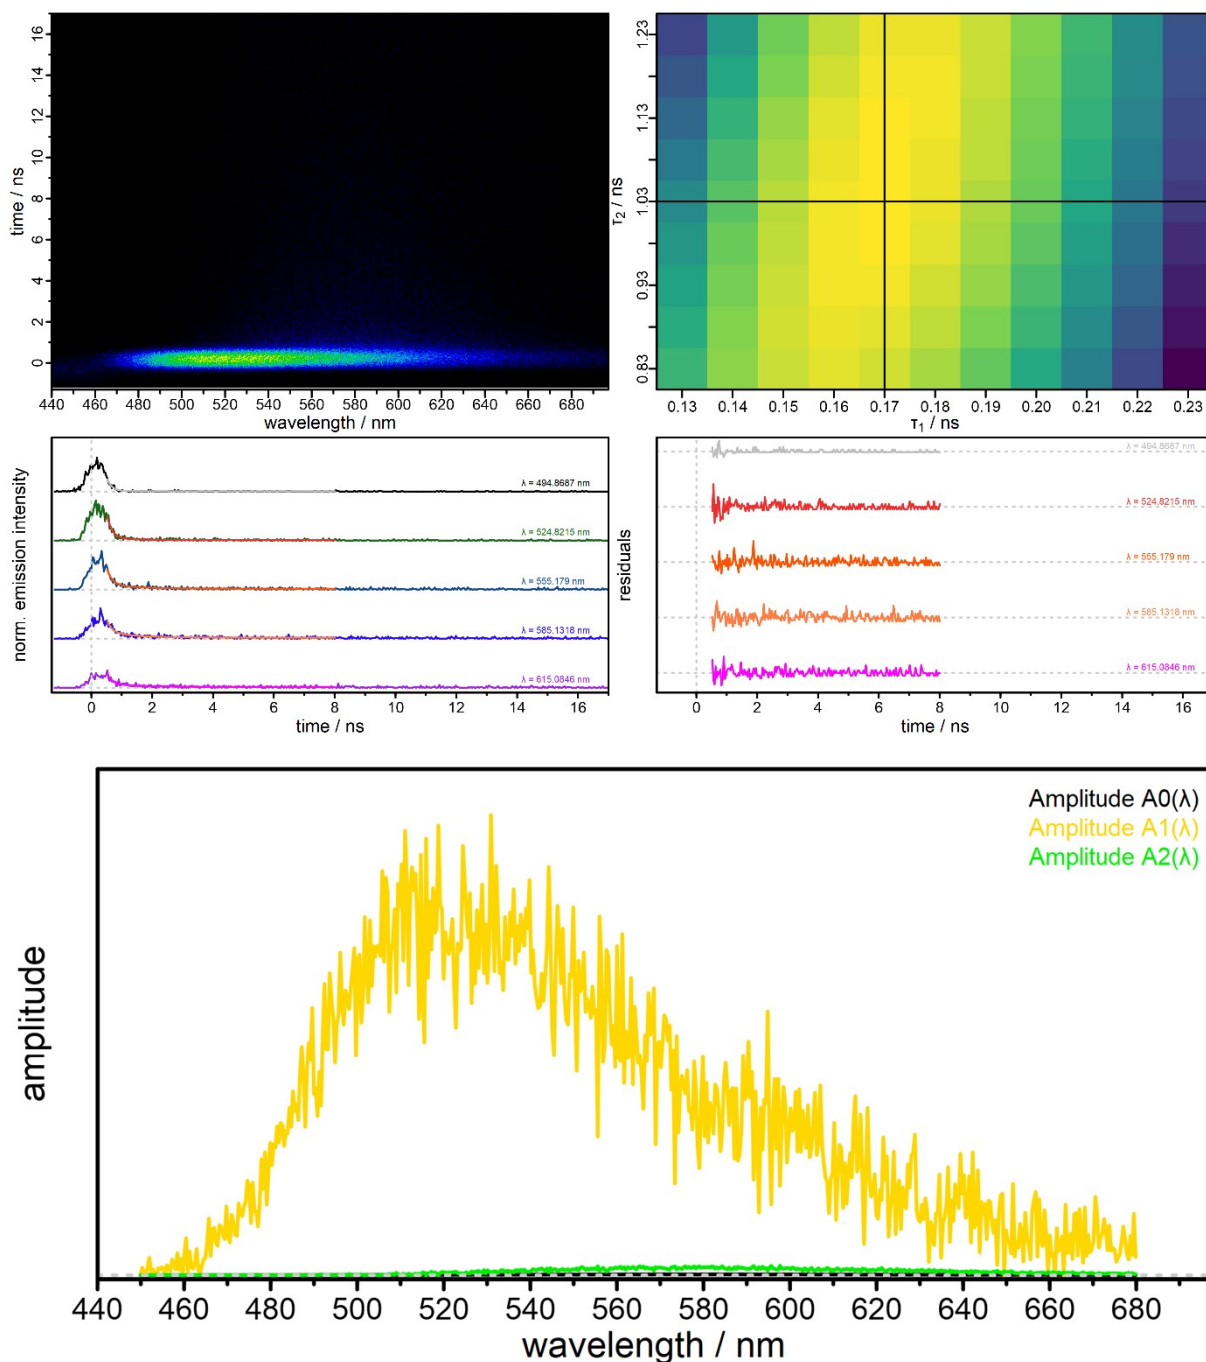 time / ns
16
14
12
10
8
6
4
2
0
440 460 480 500 520 540 560 580 600 620 640 660 680
wavelength / nm
τ2 / ns
1.23
1.13
1.03
0.93
0.83
0.13 0.14 0.15 0.16 0.17 0.18 0.19 0.20 0.21 0.22 0.23
τ1 / ns
norm. emission intensity
λ = 494.8687 nm
λ = 524.8215 nm
λ = 555.179 nm
λ = 585.1318 nm
λ = 615.0846 nm
0 2 4 6 8 10 12 14 16
time / ns
residuals
λ = 494.8687 nm
λ = 524.8215 nm
λ = 555.179 nm
λ = 585.1318 nm
λ = 615.0846 nm
0 2 4 6 8 10 12 14 16
time / ns
Amplitude A0(λ)
Amplitude A1(λ)
Amplitude A2(λ)
amplitude
440 460 480 500 520 540 560 580 600 620 640 660 680
wavelength / nm